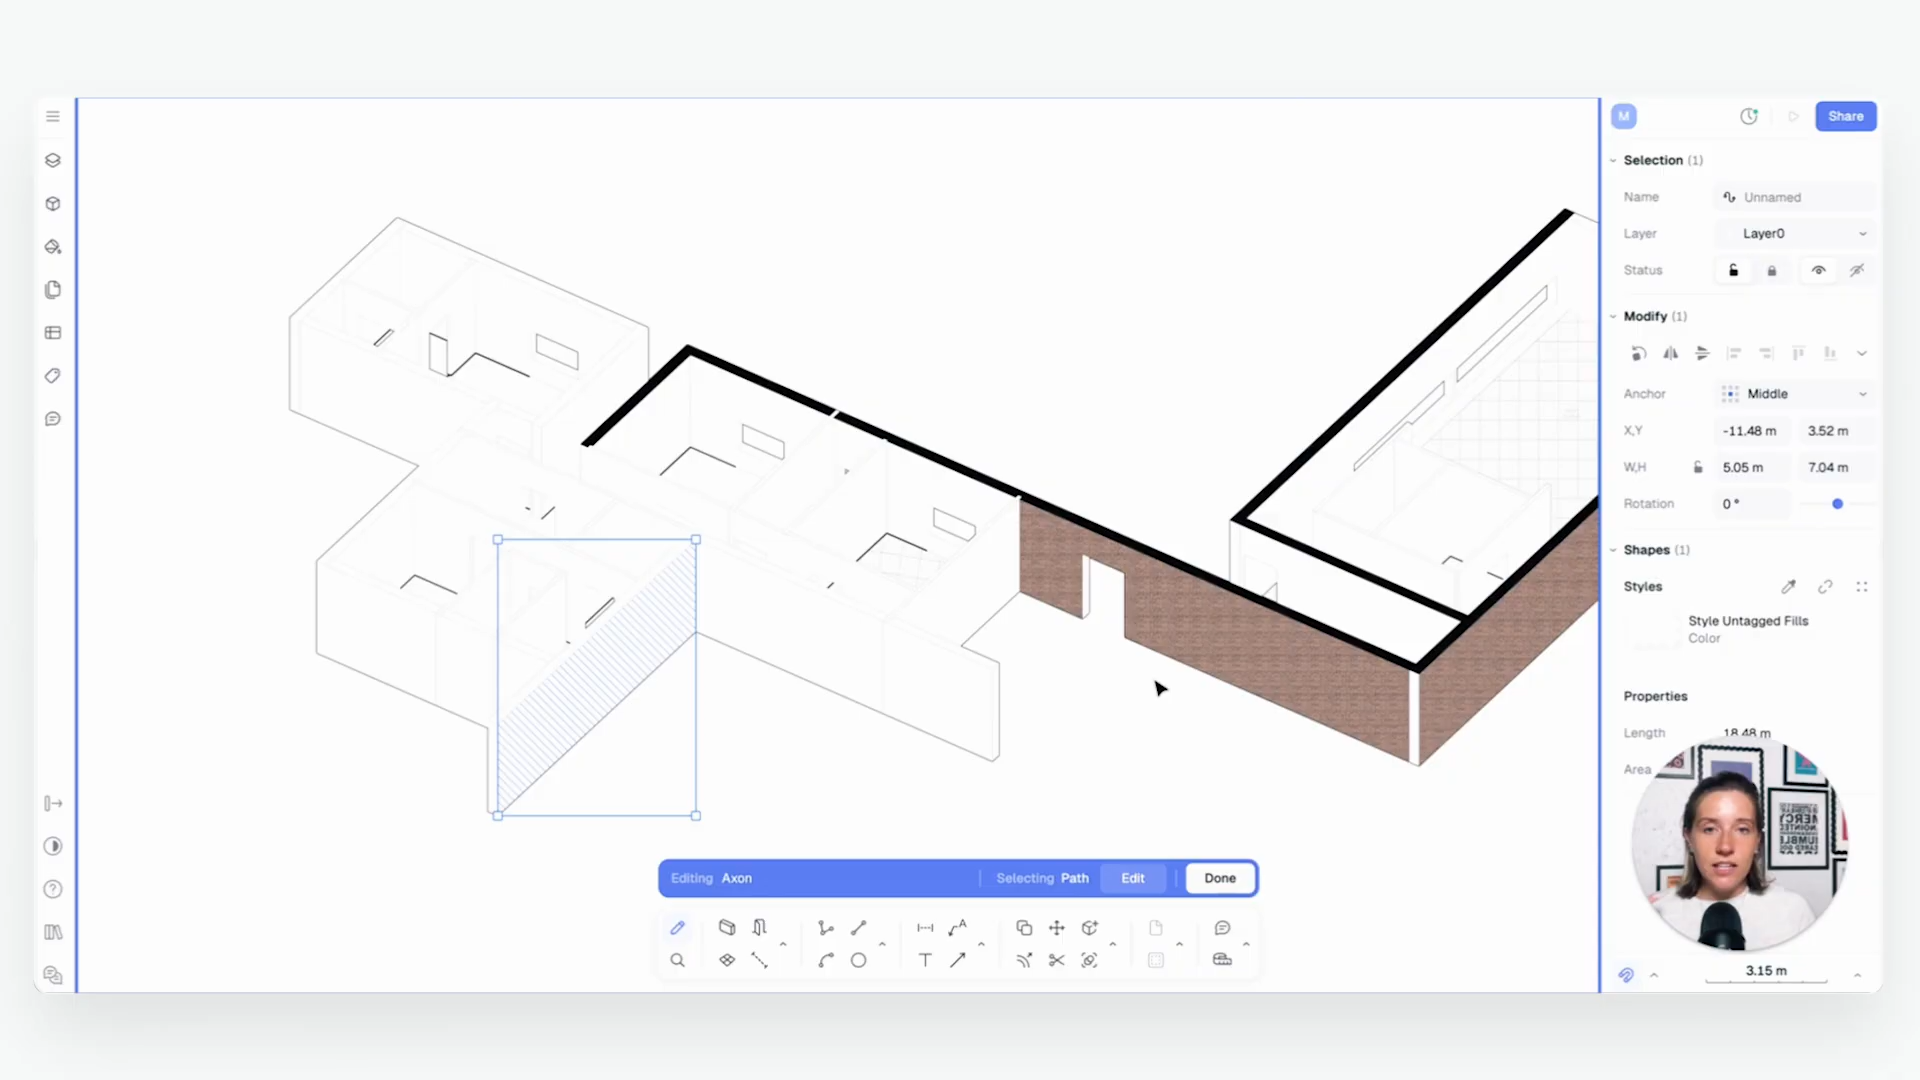 M
Share
Selection (1)
Name Unnamed
Layer Layer0
Status
Modify (1)
Anchor Middle
X,Y -11.48 m 3.52 m
W,H 5.05 m 7.04 m
Rotation 0 °
Shapes (1)
Styles
Style Untagged Fills
Color
Properties
Length 18.48 m
Area
MERCY
Editing Axon Selecting Path Edit Done
3.15 m